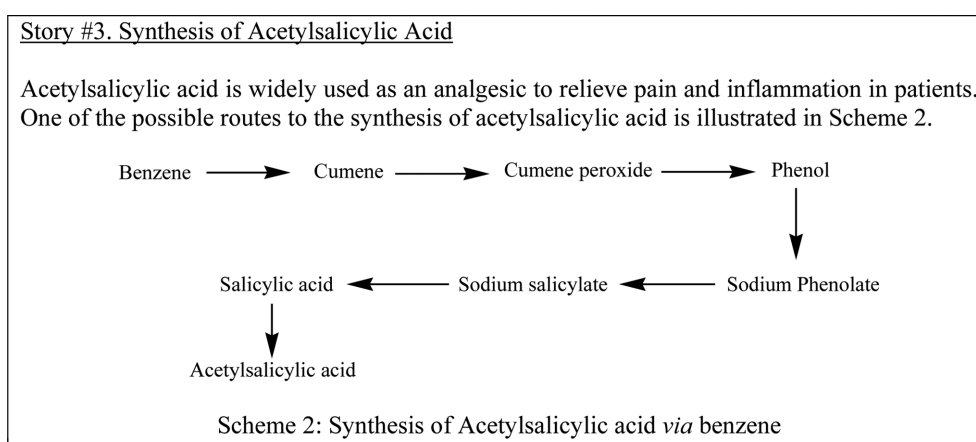 Story #3. Synthesis of Acetylsalicylic Acid
Acetylsalicylic acid is widely used as an analgesic to relieve pain and inflammation in patients.
One of the possible routes to the synthesis of acetylsalicylic acid is illustrated in Scheme 2.
Benzene Cumene Cumene peroxide Phenol
Salicylic acid Sodium salicylate Sodium Phenolate
Acetylsalicylic acid
Scheme 2: Synthesis of Acetylsalicylic acid via benzene